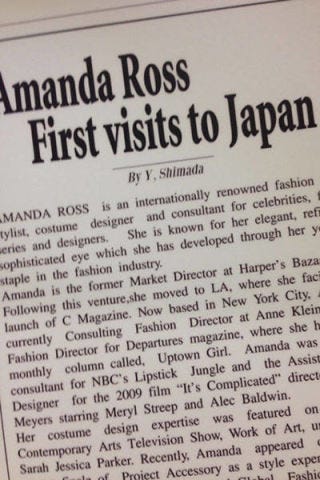 Amanda Ross
First visits to Japan
By Y, Shimada
AMANDA ROSS is an internationally renowned fashion
stylist, costume designer and consultant for celebrities,
series and designers. She is known for her elegant,
sophisticated eye which she has developed through her
staple in the fashion industry.
Amanda is the former Market Director at Harper's
Following this venture,she moved to LA, where she
launch of C Magazine. Now based in New York City,
currently Consulting Fashion Director at Anne Klein
Fashion Director for Departures magazine, where she
monthly column called, Uptown Girl. Amanda was
consultant for NBC's Lipstick Jungle and the
Designer for the 2009 film "It's Complicated"
Meyers starring Meryl Streep and Alec Baldwin.
Her costume design expertise was featured on
Contemporary Arts Television Show, Work of Art,
Sarah Jessica Parker. Recently, Amanda appeared
of Project Accessory as a style
Fashion